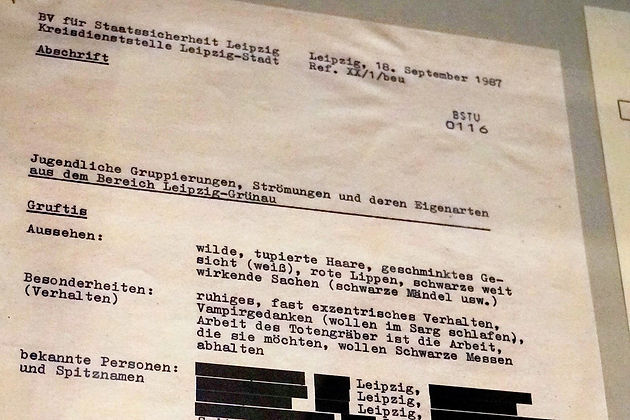 BV für Staatssicherheit Leipzig
Kreisdienststelle Leipzig-Stadt
Leipzig, 18. September 1987
Ref. XX/1/beu
Abschrift
BSTU
0116
Jugendliche Gruppierungen, Strömungen und deren Eigenarten
aus dem Bereich Leipzig-Grünau
Gruftis
Aussehen:
wilde, tupierte Haare, geschminktes Ge-
sicht (weiß), rote Lippen, schwarze weit
wirkende Sachen (schwarze Mändel usw.)
Besonderheiten:
(Verhalten)
ruhiges, fast exzentrisches Verhalten,
Vampirgedanken (wollen im Sarg schlafen),
Arbeit des Totengräber ist die Arbeit,
die sie möchten, wollen Schwarze Messen
abhalten
bekannte Personen:
und Spitznamen
Leipzig,
Leipzig,
Leipzig,